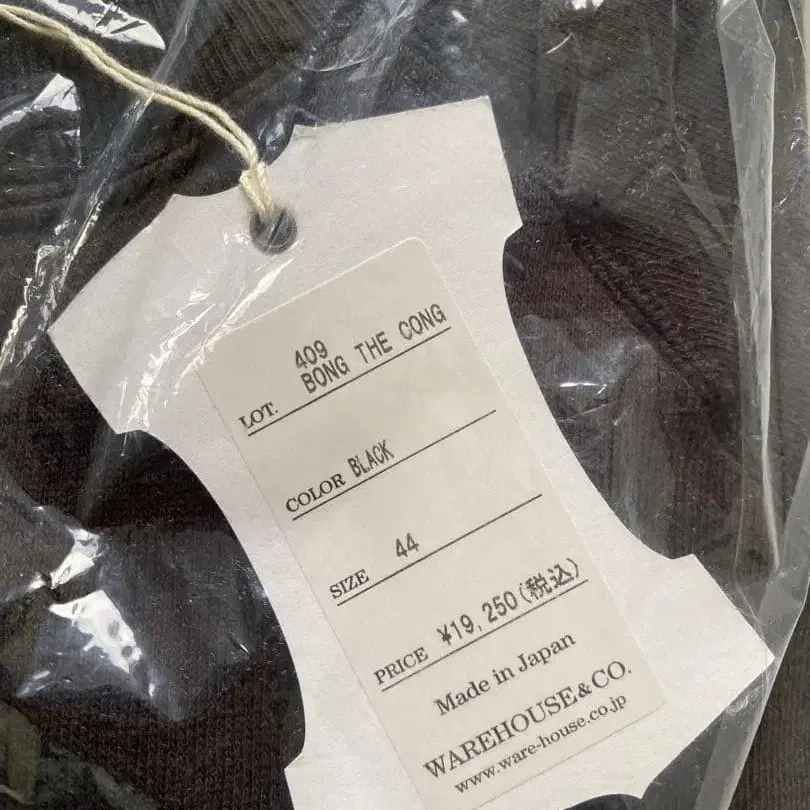 409
LOT. BONG THE CONG
COLOR BLACK
SIZE 44
PRICE ¥19,250(税込)
Made in Japan
WAREHOUSE & CO.
www.ware-house.co.jp